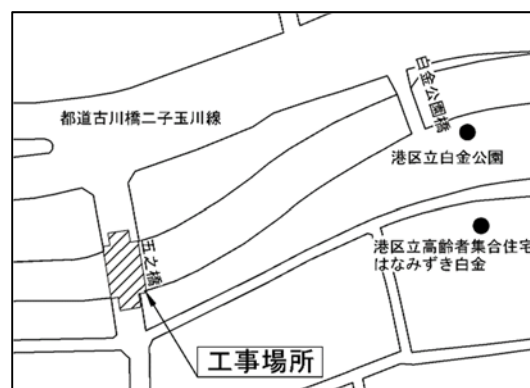 白金公園橋
都道古川橋二子玉川線
港区立白金公園
五之橋
港区立高齢者集合住宅
はなみずき白金
工事場所